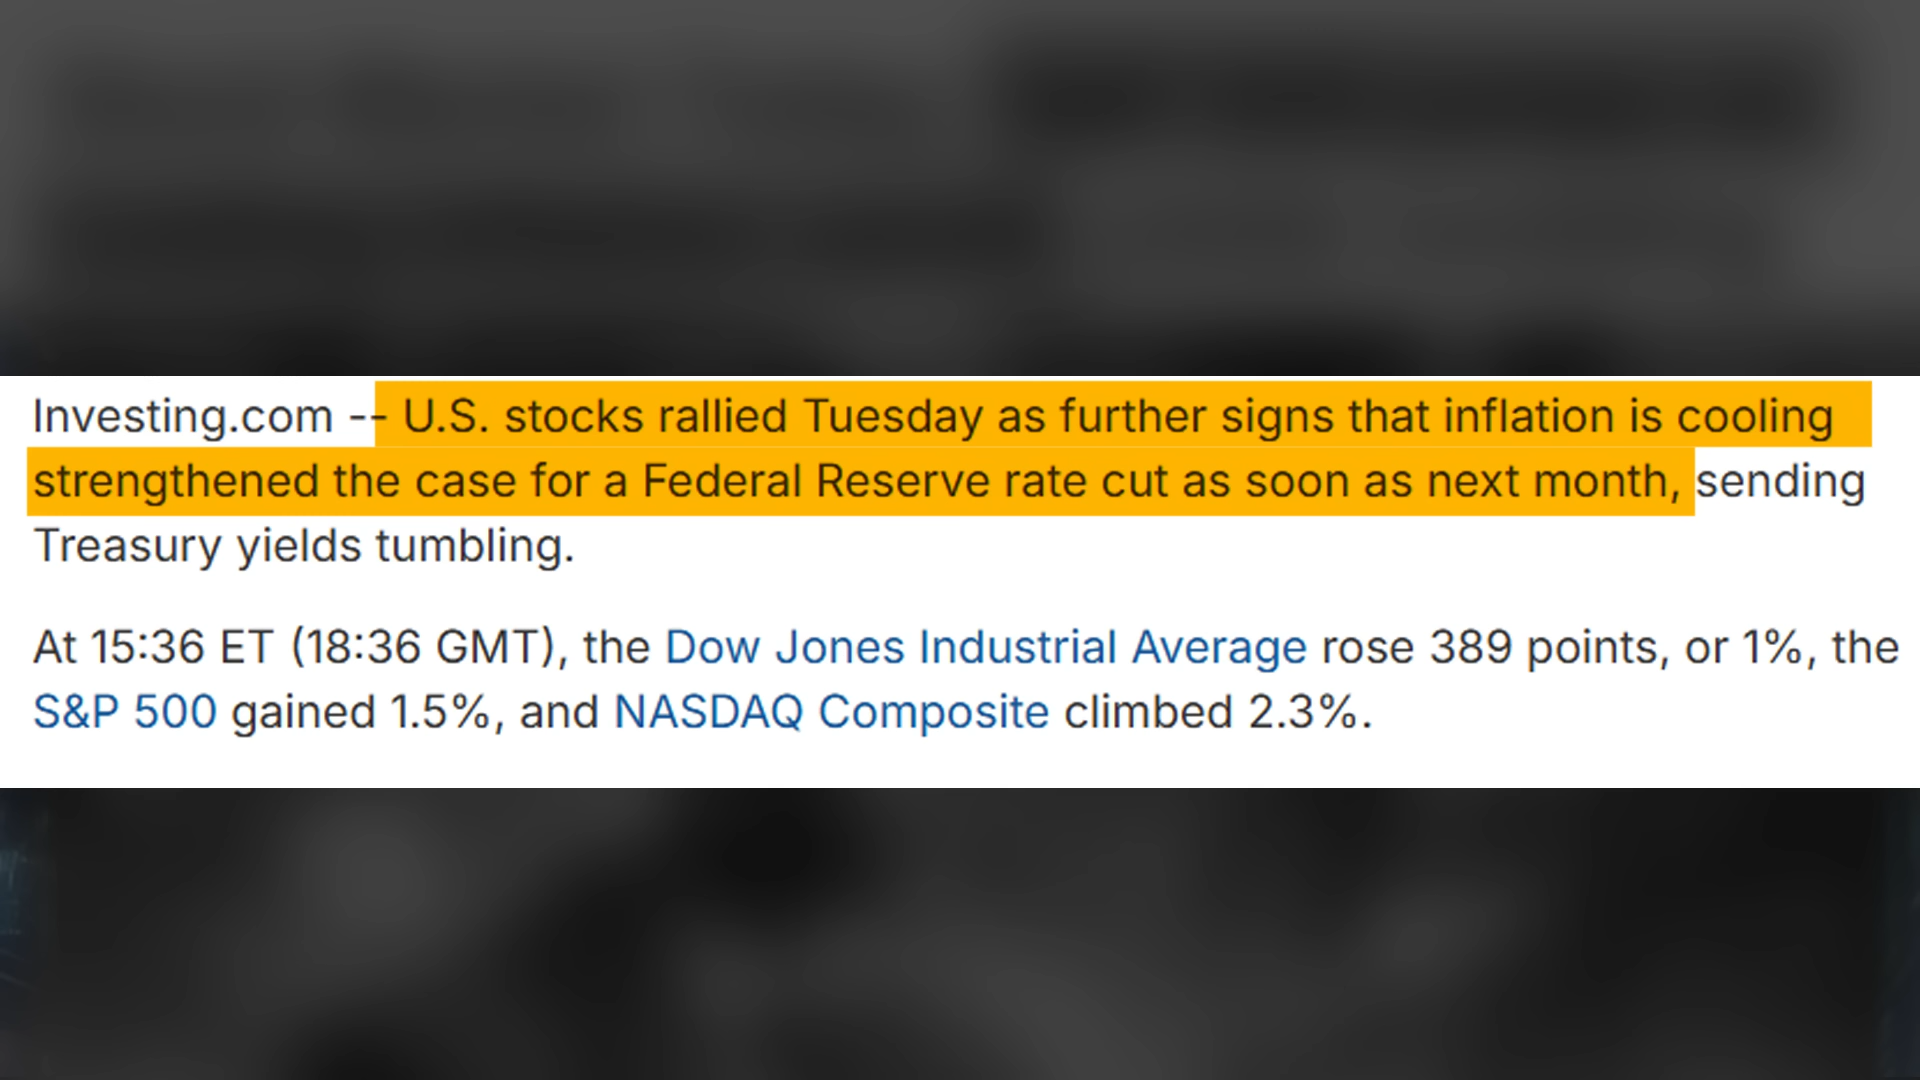 Investing.com -- U.S. stocks rallied Tuesday as further signs that inflation is cooling
strengthened the case for a Federal Reserve rate cut as soon as next month, sending
Treasury yields tumbling.
At 15:36 ET (18:36 GMT), the Dow Jones Industrial Average rose 389 points, or 1%, the
S&P 500 gained 1.5%, and NASDAQ Composite climbed 2.3%.